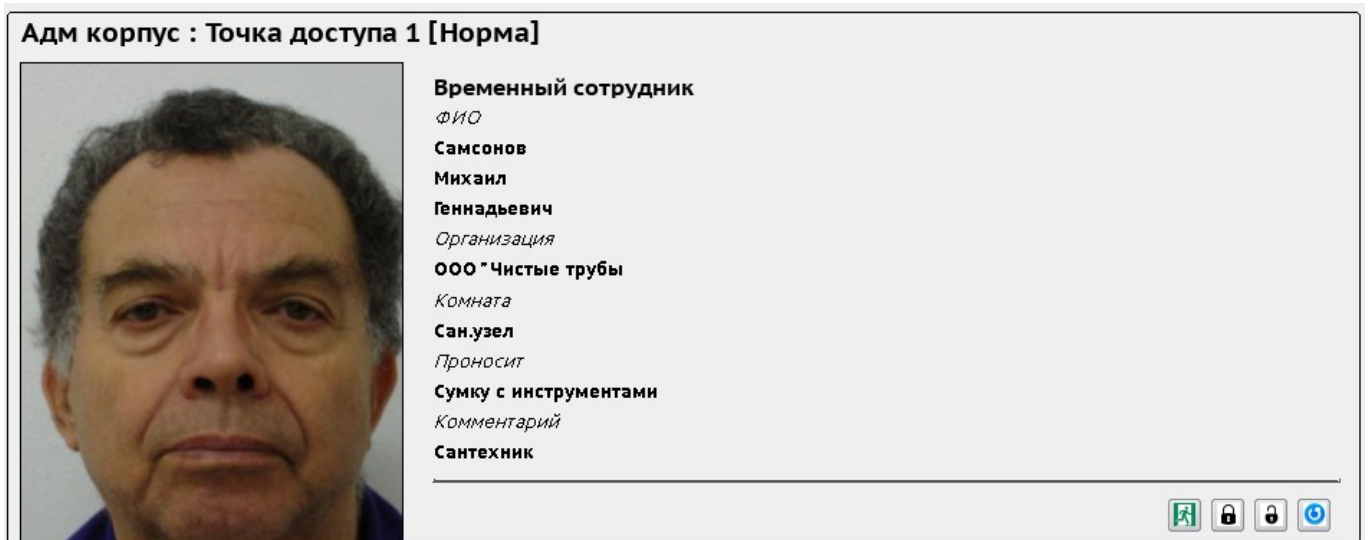 Адм корпус : Точка доступа 1 [Норма]
Временный сотрудник
ФИО
Самсонов
Михаил
Геннадьевич
Организация
ООО "Чистые трубы
Комната
Сан.узел
Проносит
Сумку с инструментами
Комментарий
Сантехник